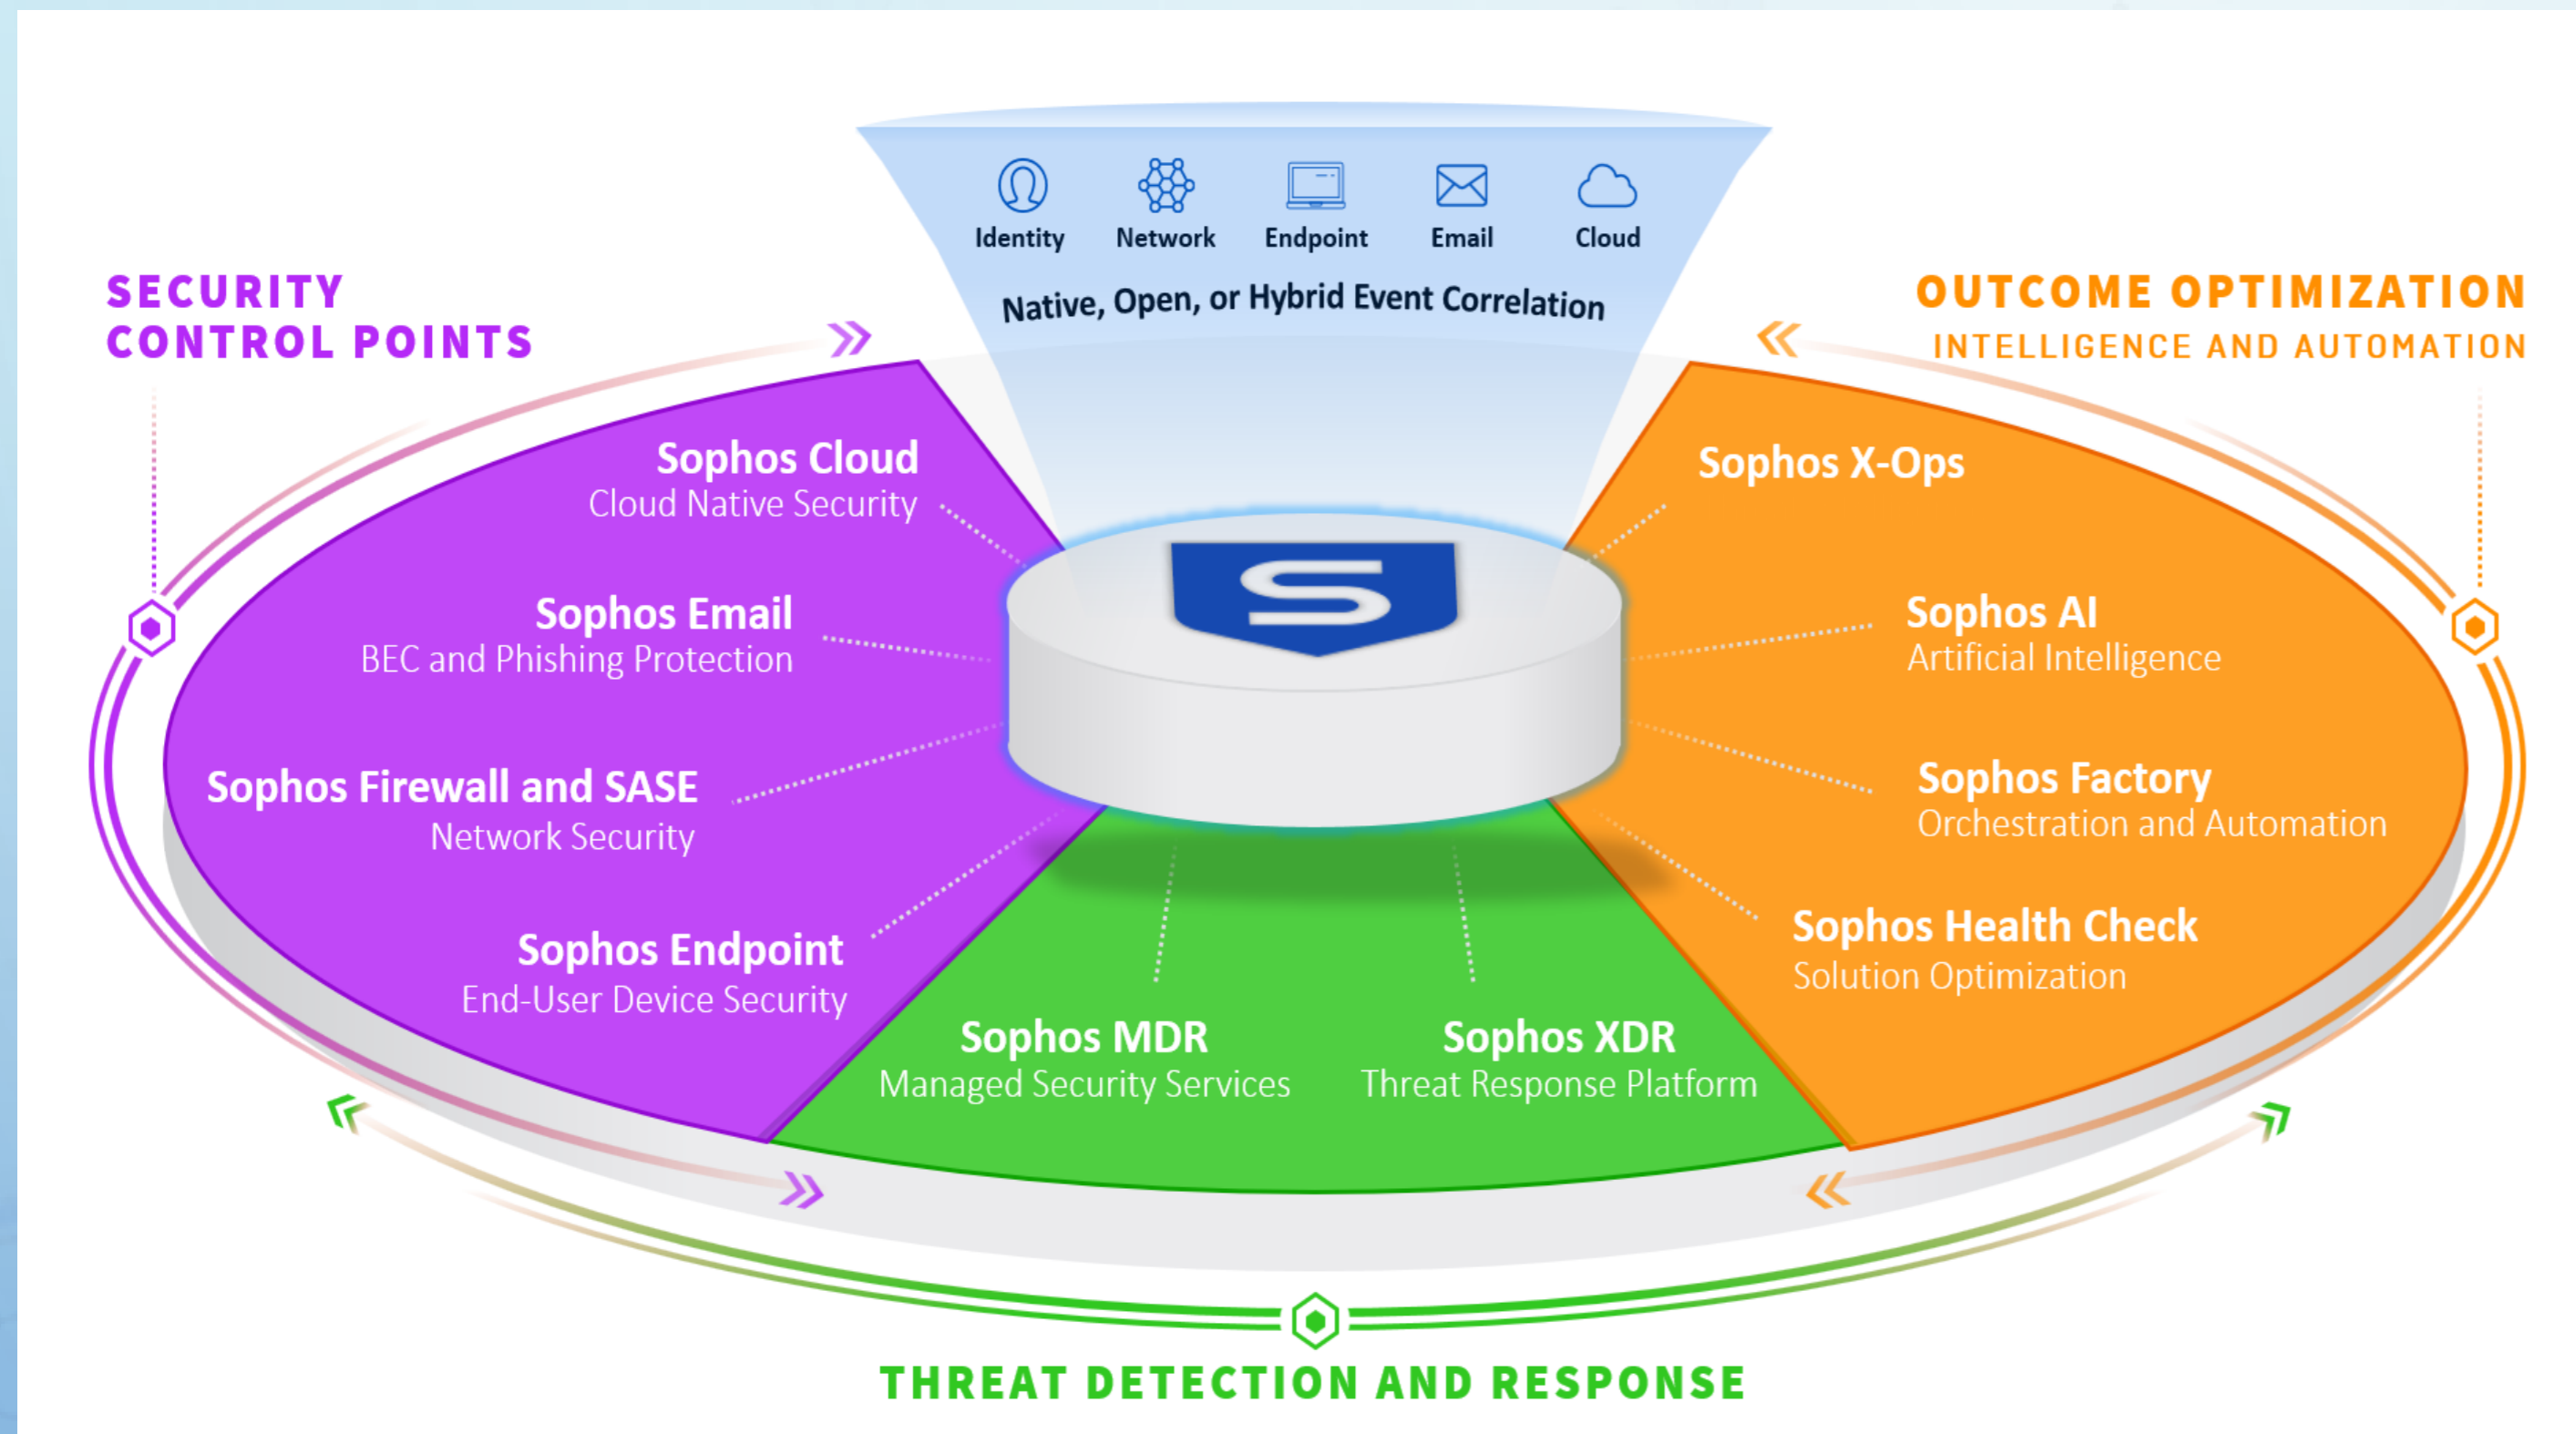 Identity
Network
Endpoint
Email
Cloud
Native, Open, or Hybrid Event Correlation
SECURITY
CONTROL POINTS
OUTCOME OPTIMIZATION
INTELLIGENCE AND AUTOMATION
Sophos Cloud
Cloud Native Security
Sophos Email
BEC and Phishing Protection
Sophos Firewall and SASE
Network Security
Sophos Endpoint
End-User Device Security
S
Sophos X-Ops
Sophos AI
Artificial Intelligence
Sophos Factory
Orchestration and Automation
Sophos Health Check
Solution Optimization
Sophos MDR
Managed Security Services
Sophos XDR
Threat Response Platform
THREAT DETECTION AND RESPONSE